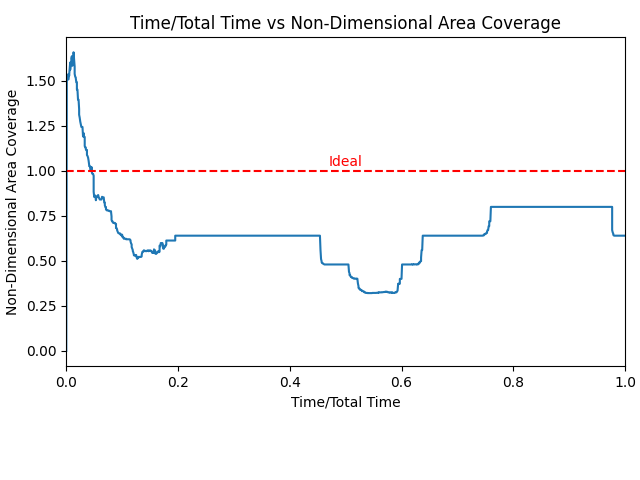 Time/Total Time vs Non-Dimensional Area Coverage
Non-Dimensional Area Coverage
1.50
1.25
1.00
0.75
0.50
0.25
0.00
Ideal
0.0 0.2 0.4 0.6 0.8 1.0
Time/Total Time